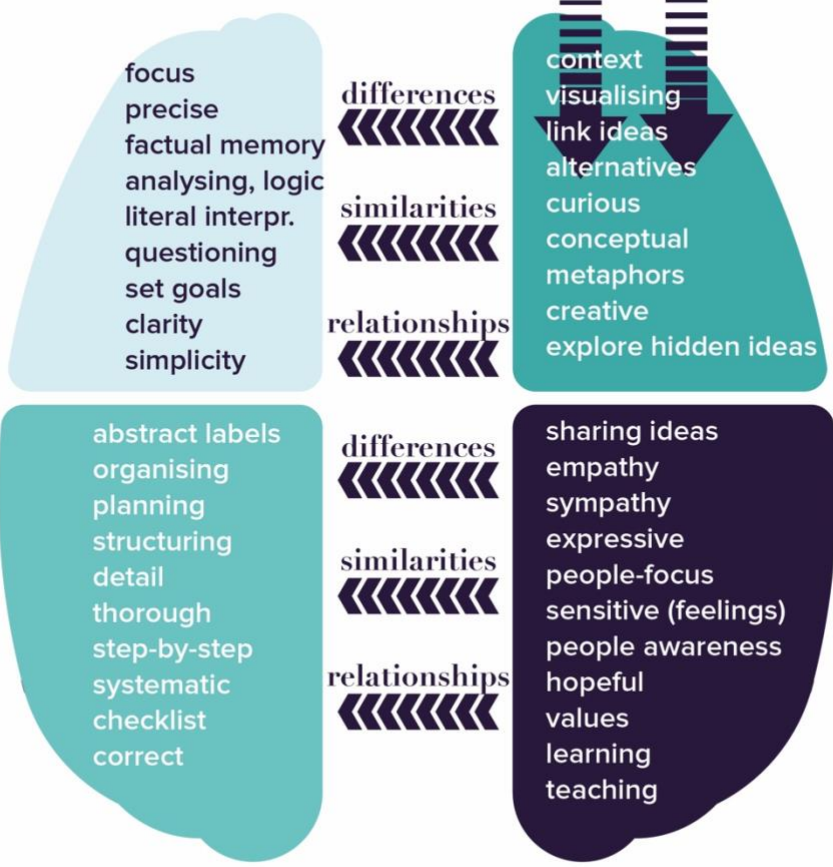 focus
precise
factual memory
analysing, logic
literal interpr.
questioning
set goals
clarity
simplicity
differences
similarities
relationships
context
visualising
link ideas
alternatives
curious
conceptual
metaphors
creative
explore hidden ideas
abstract labels
organising
planning
structuring
detail
thorough
step-by-step
systematic
checklist
correct
differences
similarities
relationships
sharing ideas
empathy
sympathy
expressive
people-focus
sensitive (feelings)
people awareness
hopeful
values
learning
teaching